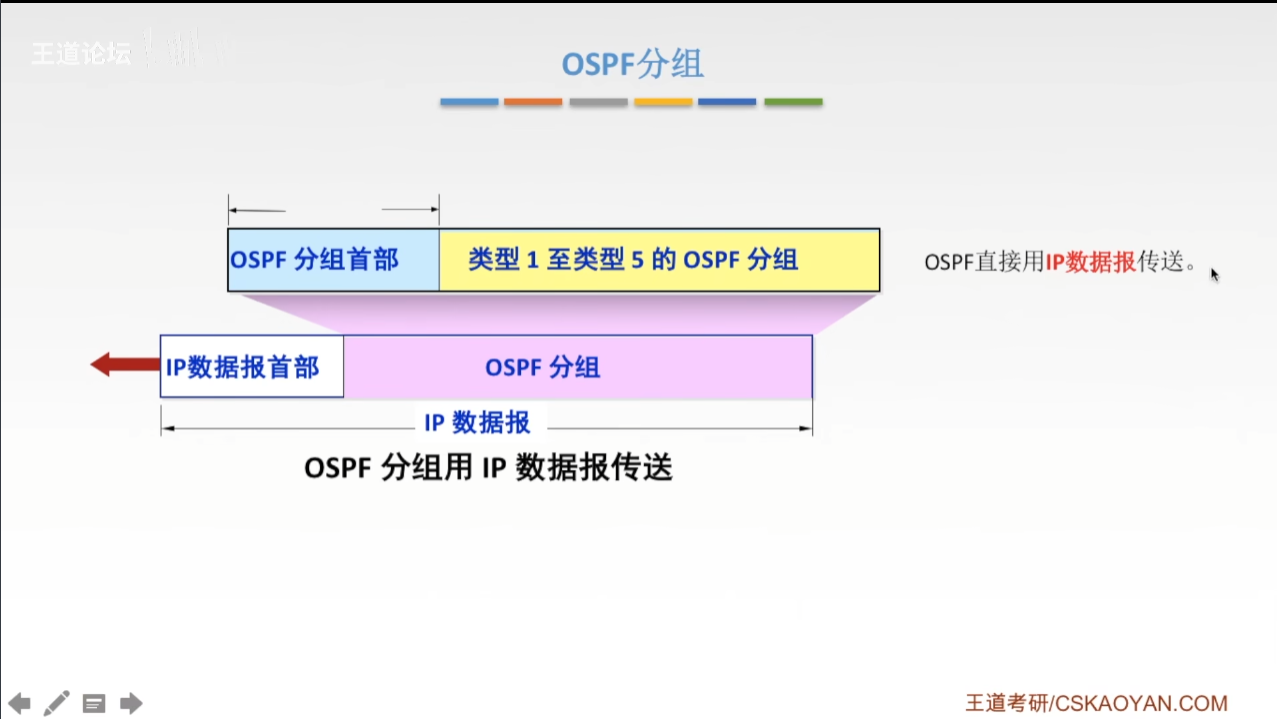 王道论坛
OSPF分组
OSPF 分组首部
类型 1 至类型 5 的 OSPF 分组
OSPF直接用IP数据报传送。
IP数据报首部
OSPF 分组
IP 数据报
OSPF 分组用 IP 数据报传送
王道考研/CSKAOYAN.COM